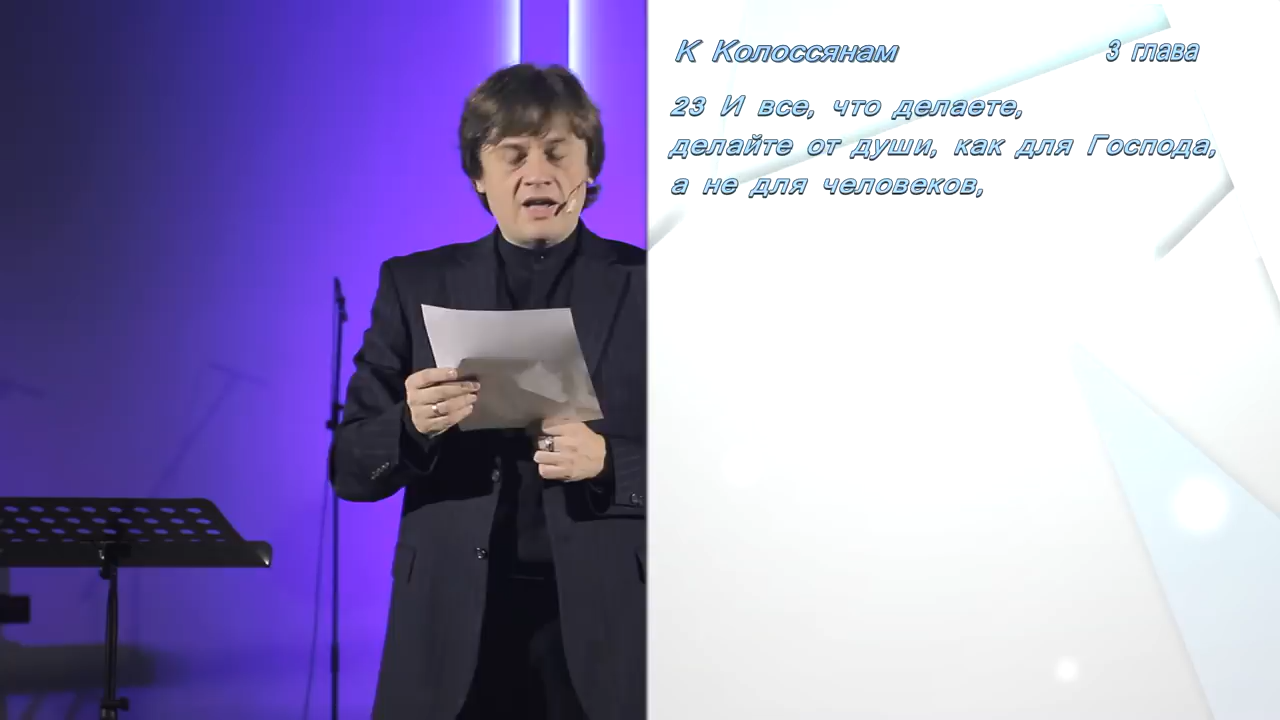 К Колоссянам 3 глава
23 И все, что делаете,
делайте от души, как для Господа,
а не для человеков,